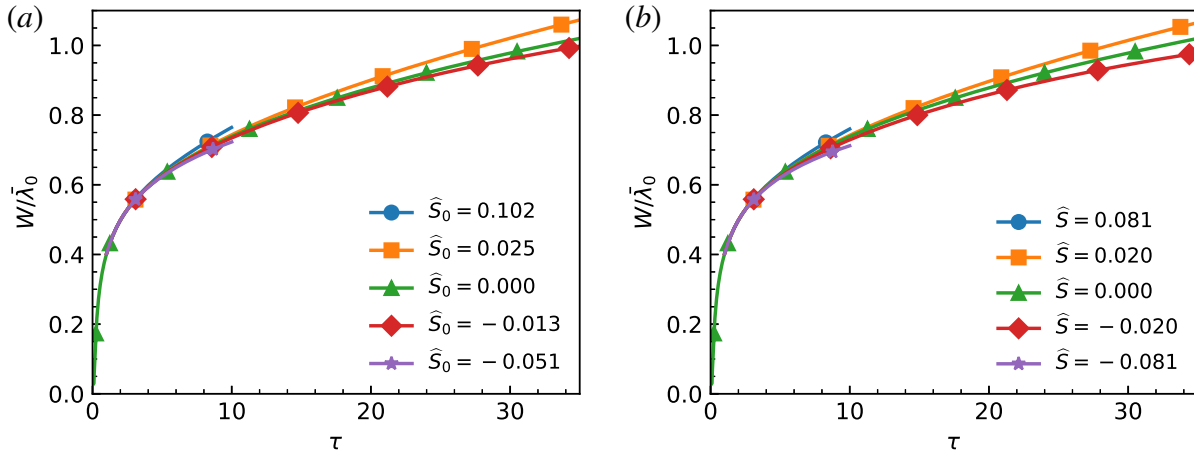 (a)
1.0
0.8
0.6
0.4
0.2
0.0
W/λ̄₀
0
10
20
30
τ
Ŝ₀ = 0.102
Ŝ₀ = 0.025
Ŝ₀ = 0.000
Ŝ₀ = −0.013
Ŝ₀ = −0.051
(b)
1.0
0.8
0.6
0.4
0.2
0.0
W/λ̄₀
0
10
20
30
τ
Ŝ = 0.081
Ŝ = 0.020
Ŝ = 0.000
Ŝ = −0.020
Ŝ = −0.081